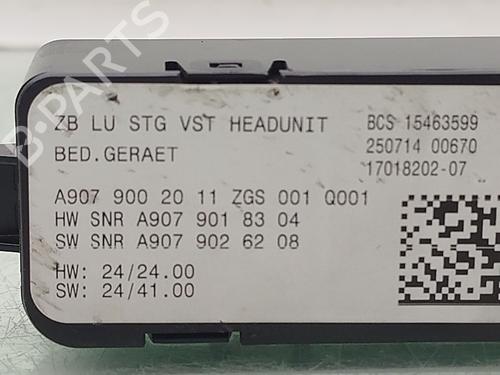 ZB LU STG VST HEADUNIT BCS 15463599
BED.GERAET 250714 00670
17018202-07
A907 900 20 11 ZGS 001 Q001
HW SNR A907 901 83 04
SW SNR A907 902 62 08
HW: 24/24.00
SW: 24/41.00
B-PARTS